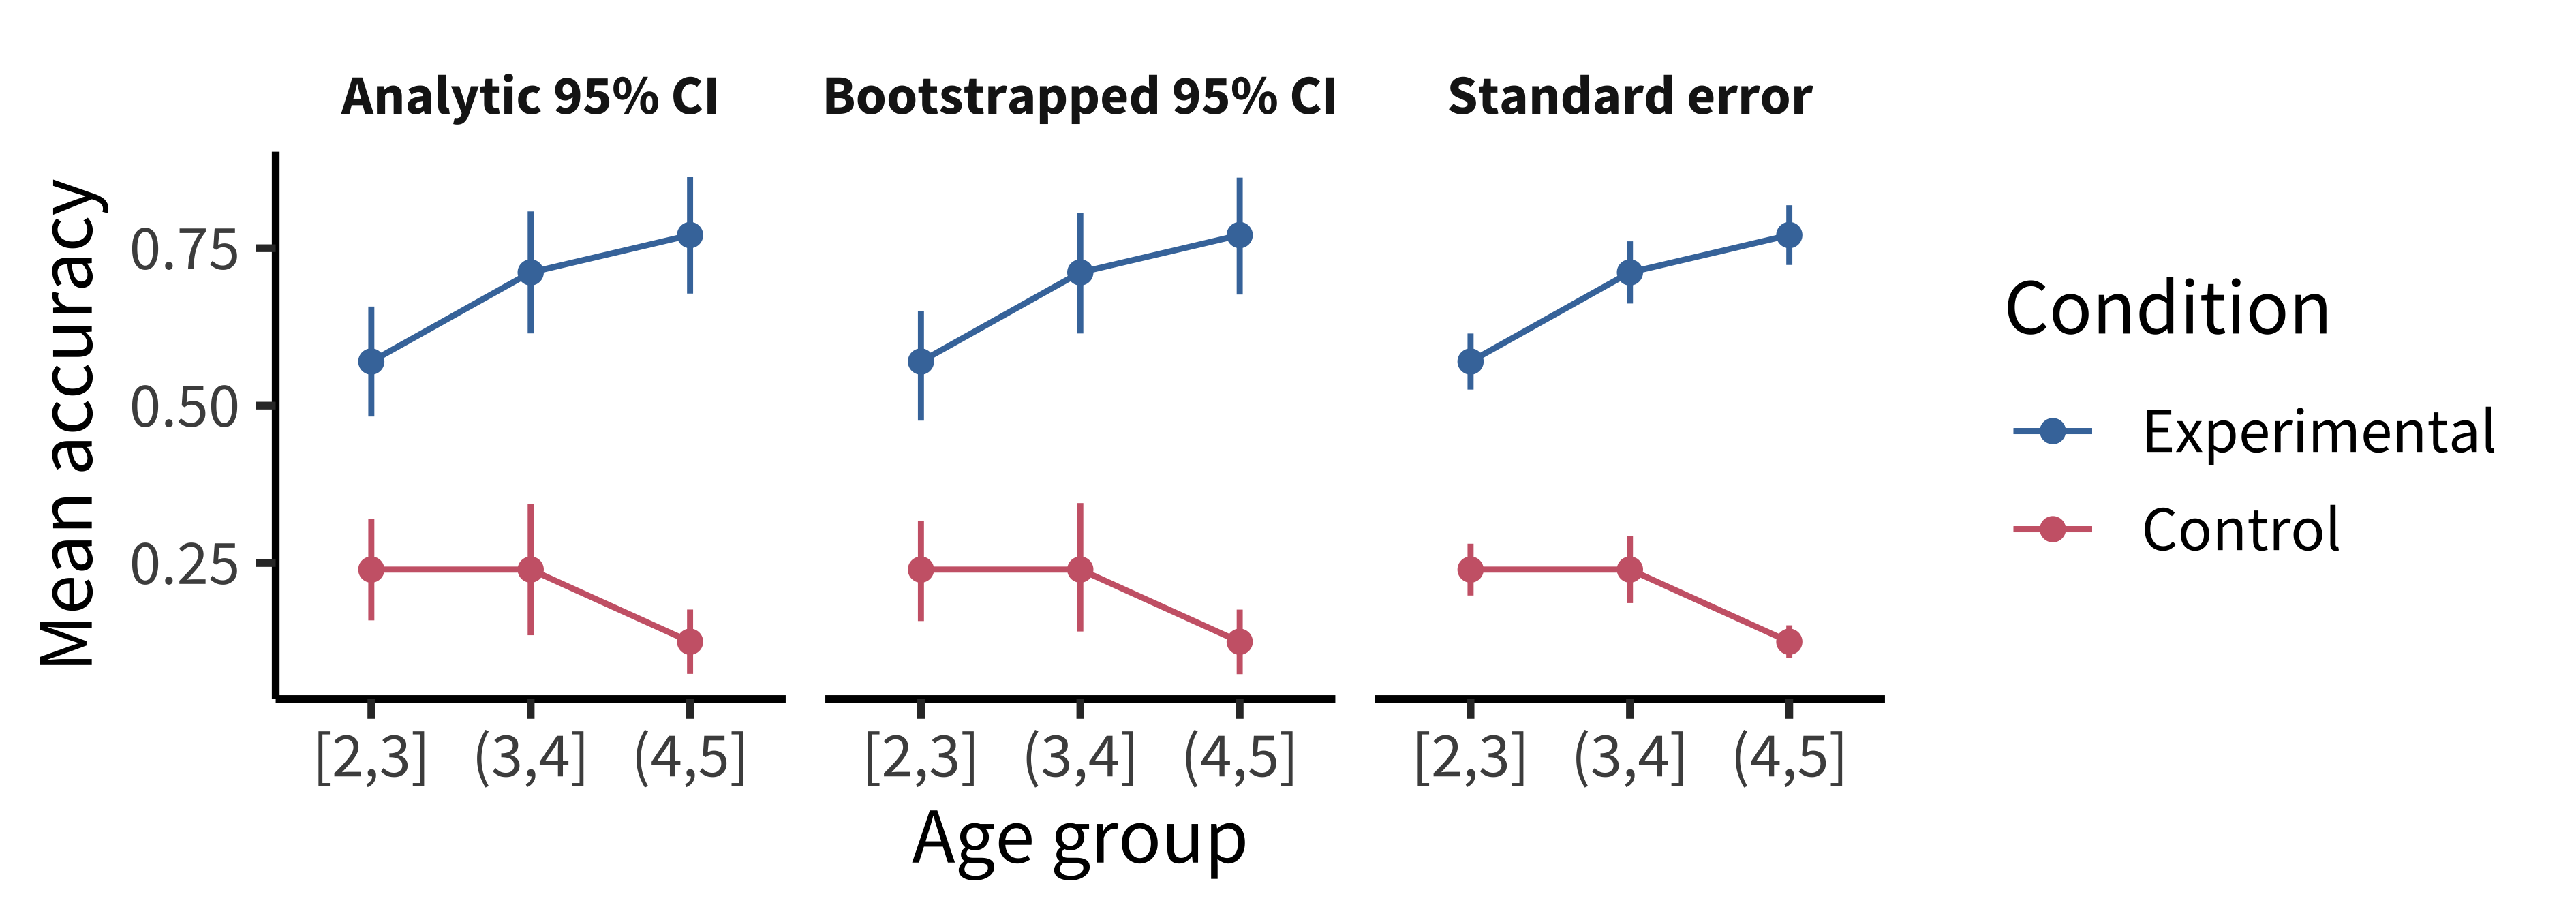 Analytic 95% CI
Bootstrapped 95% CI
Standard error
Mean accuracy
0.75
0.50
0.25
[2,3] (3,4] (4,5]
[2,3] (3,4] (4,5]
[2,3] (3,4] (4,5]
Age group
Condition
Experimental
Control